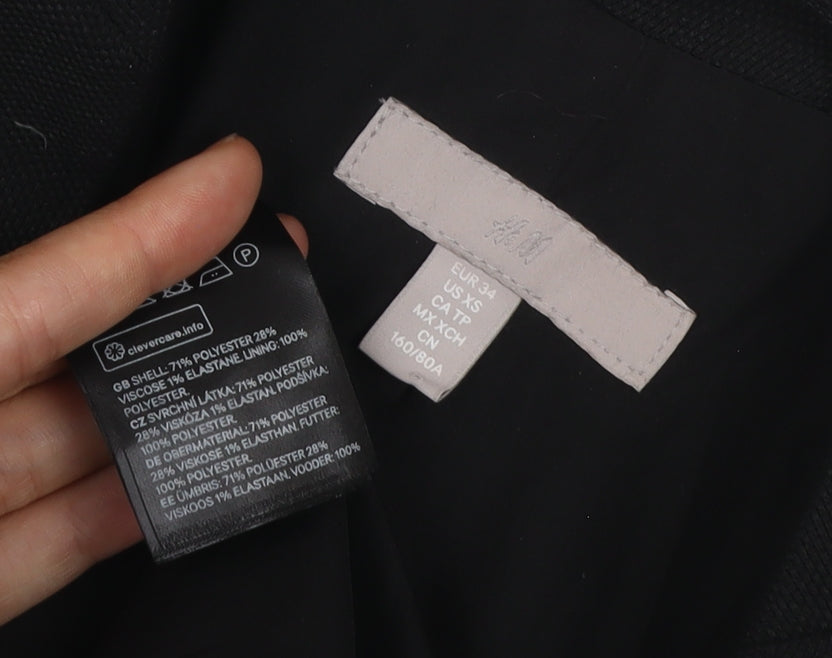 H&M
EUR 34
US XS
CA TP
MX XCH
CN
160/80A
P
clevercare.info
GB SHELL: 71% POLYESTER 28%
VISCOSE 1% ELASTANE LINING: 100%
POLYESTER.
CZ SVRCHNÍ LÁTKA: 71% POLYESTER
28% VISKÓZA 1% ELASTAN. PODŠÍVKA:
100% POLYESTER.
DE OBERMATERIAL: 71% POLYESTER
28% VISKOSE 1% ELASTHAN. FUTTER:
100% POLYESTER.
EE ÜMBRIS: 71% POLÜESTER 28%
VISKOOS 1% ELASTAAN. VOODER: 100%